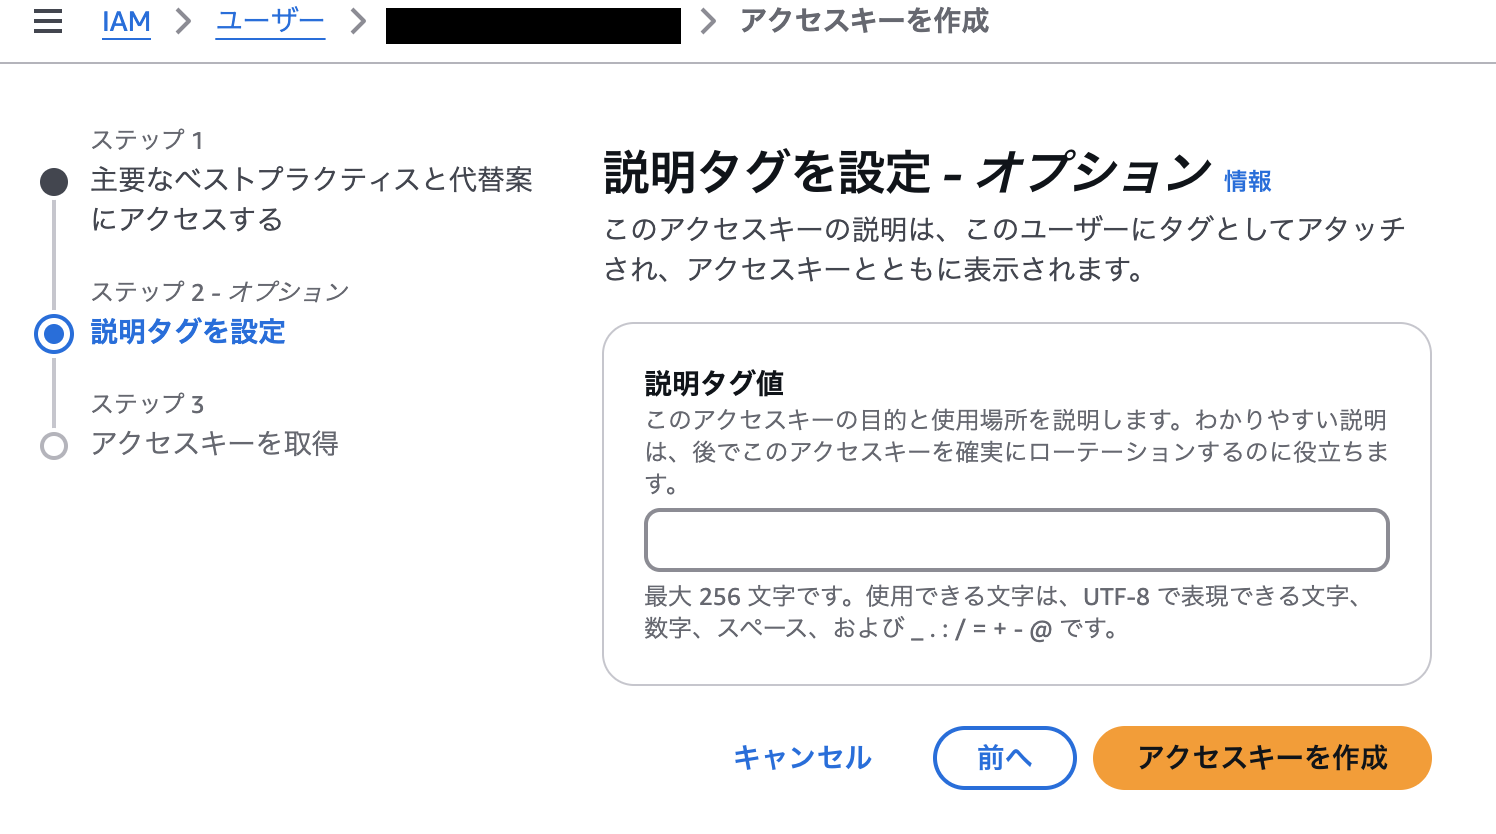 IAM > ユーザー > アクセスキーを作成
ステップ 1
主要なベストプラクティスと代替案
にアクセスする
ステップ 2 - オプション
説明タグを設定
ステップ 3
アクセスキーを取得
説明タグを設定 - オプション 情報
このアクセスキーの説明は、このユーザーにタグとしてアタッチ
され、アクセスキーとともに表示されます。
説明タグ値
このアクセスキーの目的と使用場所を説明します。わかりやすい説明
は、後でこのアクセスキーを確実にローテーションするのに役立ちま
す。
最大 256 文字です。使用できる文字は、UTF-8 で表現できる文字、
数字、スペース、および _ . : / = + - @ です。
キャンセル 前へ アクセスキーを作成